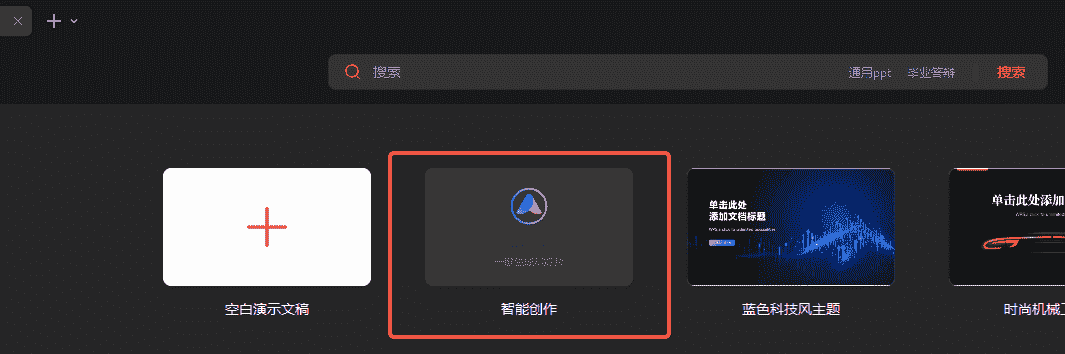 搜索 通用ppt 毕业答辩 搜索
单击此处
添加文档标题
单击此处添加
空白演示文稿 智能创作 蓝色科技风主题 时尚机械工